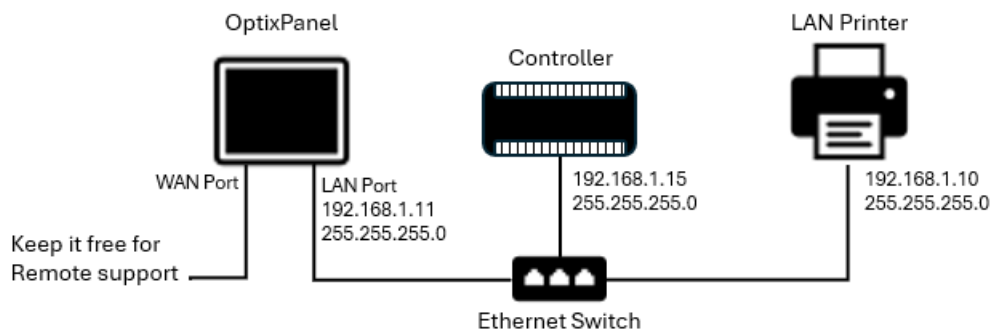 OptixPanel
LAN Printer
Controller
WAN Port
LAN Port
192.168.1.11
255.255.255.0
192.168.1.15
255.255.255.0
192.168.1.10
255.255.255.0
Keep it free for
Remote support
Ethernet Switch